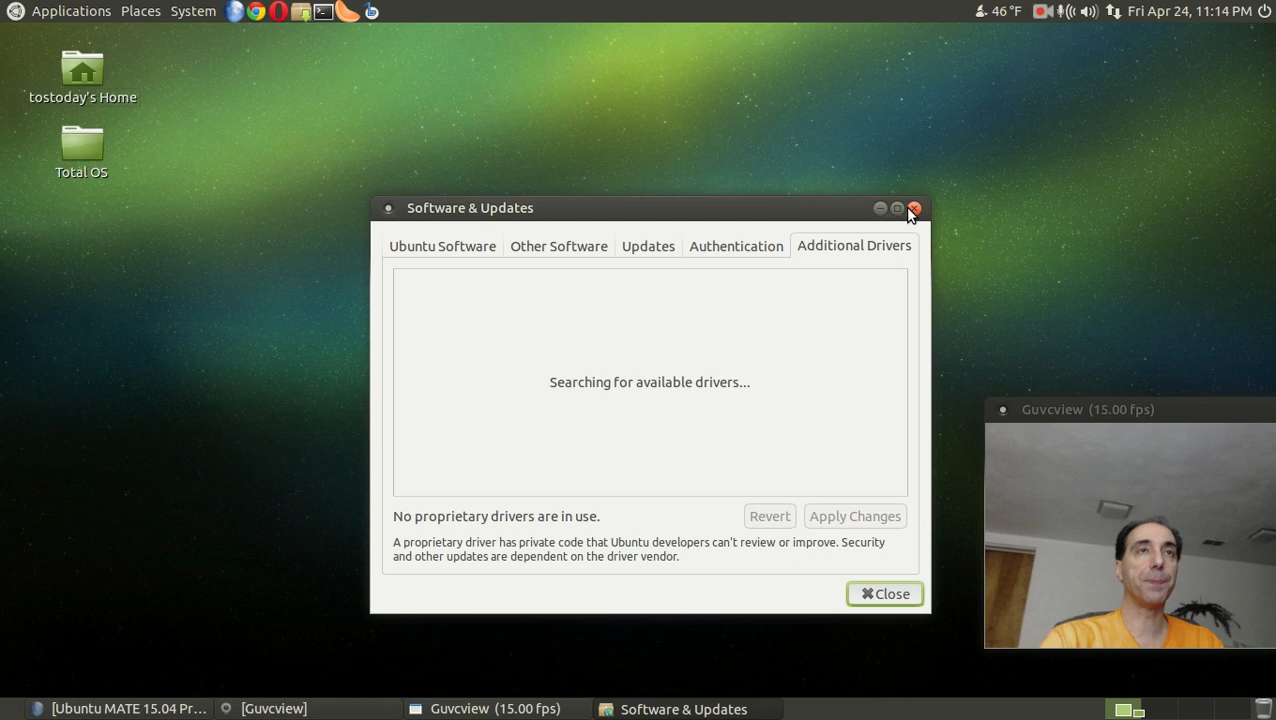 Applications Places System 46 °F Fri Apr 24, 11:14 PM
tostoday's Home
Total OS
Software & Updates
Ubuntu Software Other Software Updates Authentication Additional Drivers
Searching for available drivers...
No proprietary drivers are in use. Revert Apply Changes
A proprietary driver has private code that Ubuntu developers can't review or improve. Security
and other updates are dependent on the driver vendor.
Close
Guvcview (15.00 fps)
[Ubuntu MATE 15.04 Pr... [Guvcview] Guvcview (15.00 fps) Software & Updates